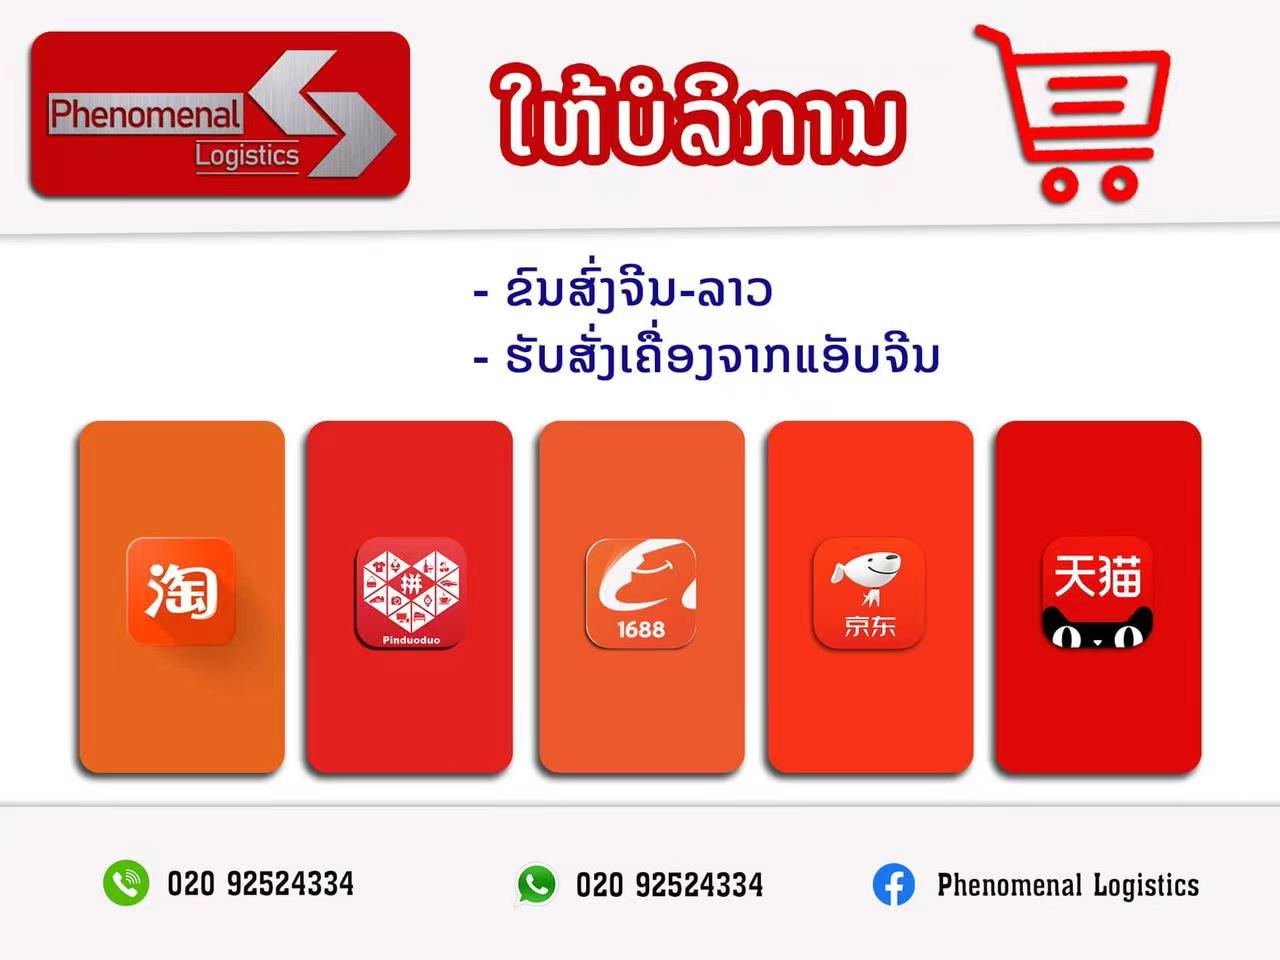 Phenomenal
Logistics
ໃຫ້ບໍລິການ
- ຂົນສົ່ງຈີນ-ລາວ
- ຮັບສັ່ງເຄື່ອງຈາກແອັບຈີນ
淘
拼
Pinduoduo
1688
京东
天猫
020 92524334
020 92524334
Phenomenal Logistics